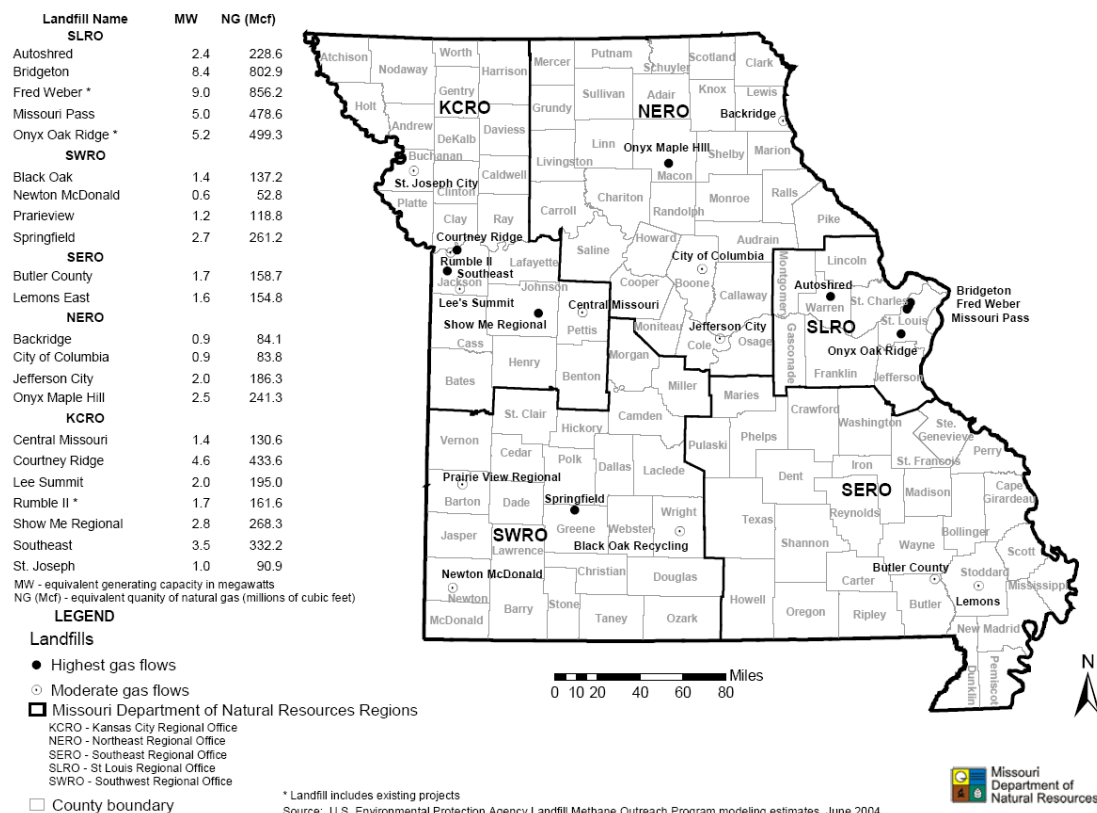 Landfill Name MW NG (Mcf)
SLRO
Autoshred 2.4 228.6
Bridgeton 8.4 802.9
Fred Weber * 9.0 856.2
Missouri Pass 5.0 478.6
Onyx Oak Ridge * 5.2 499.3
SWRO
Black Oak 1.4 137.2
Newton McDonald 0.6 52.8
Prarieview 1.2 118.8
Springfield 2.7 261.2
SERO
Butler County 1.7 158.7
Lemons East 1.6 154.8
NERO
Backridge 0.9 84.1
City of Columbia 0.9 83.8
Jefferson City 2.0 186.3
Onyx Maple Hill 2.5 241.3
KCRO
Central Missouri 1.4 130.6
Courtney Ridge 4.6 433.6
Lee Summit 2.0 195.0
Rumble II * 1.7 161.6
Show Me Regional 2.8 268.3
Southeast 3.5 332.2
St. Joseph 1.0 90.9
MW - equivalent generating capacity in megawatts
NG (Mcf) - equivalent quanity of natural gas (millions of cubic feet)
LEGEND
Landfills
Highest gas flows
Moderate gas flows
Missouri Department of Natural Resources Regions
KCRO - Kansas City Regional Office
NERO - Northeast Regional Office
SERO - Southeast Regional Office
SLRO - St Louis Regional Office
SWRO - Southwest Regional Office
County boundary
* Landfill includes existing projects
Source: U.S. Environmental Protection Agency Landfill Methane Outreach Program modeling estimates, June 2004
Atchison
Nodaway
Worth
Harrison
Mercer
Putnam
Schuyler
Scotland
Clark
Holt
Gentry
KCRO
Grundy
Sullivan
Adair
NERO
Knox
Lewis
Backridge
Andrew
DeKalb
Daviess
Linn
Onyx Maple HIll
Shelby
Marion
Buchanan
St. Joseph City
Clinton
Caldwell
Livingston
Macon
Platte
Clay
Ray
Carroll
Chariton
Randolph
Monroe
Ralls
Pike
Courtney Ridge
Rumble II
Southeast
Jackson
Lafayette
Saline
Howard
Audrain
City of Columbia
Boone
Callaway
Montgomery
Lincoln
Autoshred
Warren
St. Charles
St. Louis
Bridgeton
Fred Weber
Missouri Pass
Lee's Summit
Johnson
Show Me Regional
Central Missouri
Pettis
Cooper
Moniteau
Jefferson City
Cole
Osage
Gasconade
SLRO
Onyx Oak Ridge
Franklin
Jefferson
Cass
Bates
Henry
Benton
Morgan
Miller
Maries
St. Clair
Hickory
Camden
Crawford
Washington
Ste. Genevieve
Perry
Vernon
Cedar
Polk
Dallas
Laclede
Pulaski
Phelps
Dent
Iron
St. Francois
Madison
Cape Girardeau
Prairie View Regional
Barton
Dade
Springfield
Greene
Webster
Wright
Texas
SERO
Reynolds
Bollinger
Jasper
Lawrence
SWRO
Black Oak Recycling
Shannon
Wayne
Scott
Newton McDonald
Newton
Christian
Douglas
Howell
Carter
Butler County
Stoddard
Mississippi
McDonald
Barry
Stone
Taney
Ozark
Oregon
Ripley
Butler
Lemons
New Madrid
Dunklin
Pemiscot
0 10 20 40 60 80
Miles
N
Missouri
Department of
Natural Resources